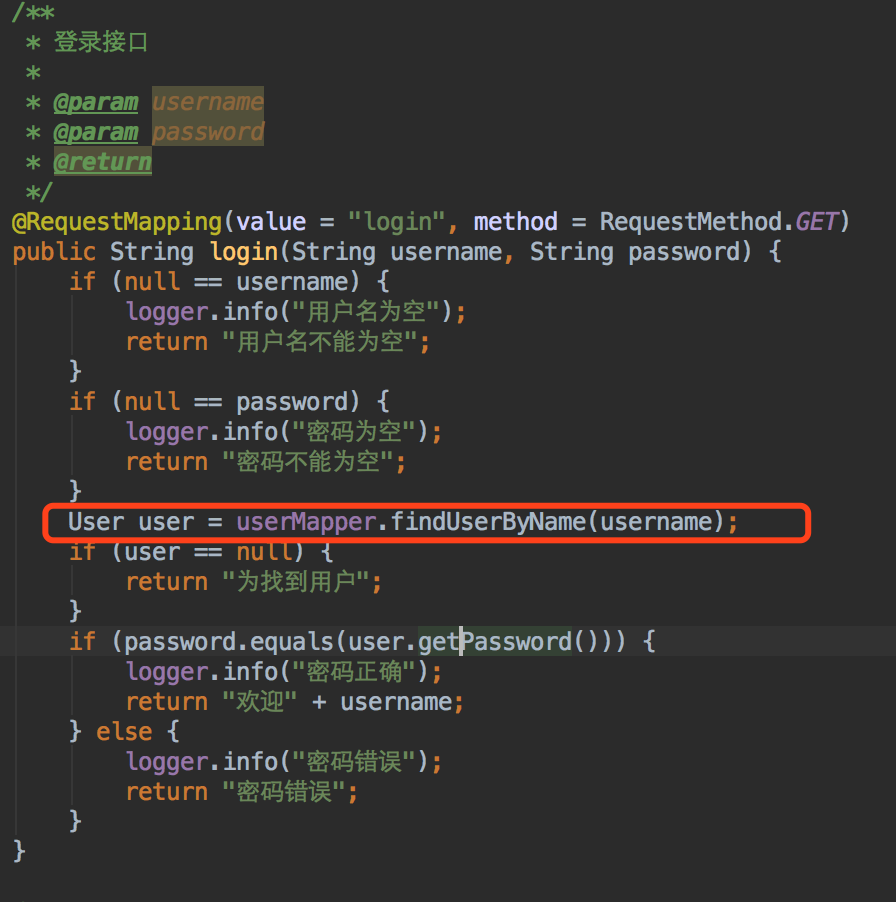 /**
 * 登录接口
 *
 * @param username
 * @param password
 * @return
 */
@RequestMapping(value = "login", method = RequestMethod.GET)
public String login(String username, String password) {
    if (null == username) {
        logger.info("用户名为空");
        return "用户名不能为空";
    }
    if (null == password) {
        logger.info("密码为空");
        return "密码不能为空";
    }
    User user = userMapper.findUserByName(username);
    if (user == null) {
        return "为找到用户";
    }
    if (password.equals(user.getPassword())) {
        logger.info("密码正确");
        return "欢迎" + username;
    } else {
        logger.info("密码错误");
        return "密码错误";
    }
}